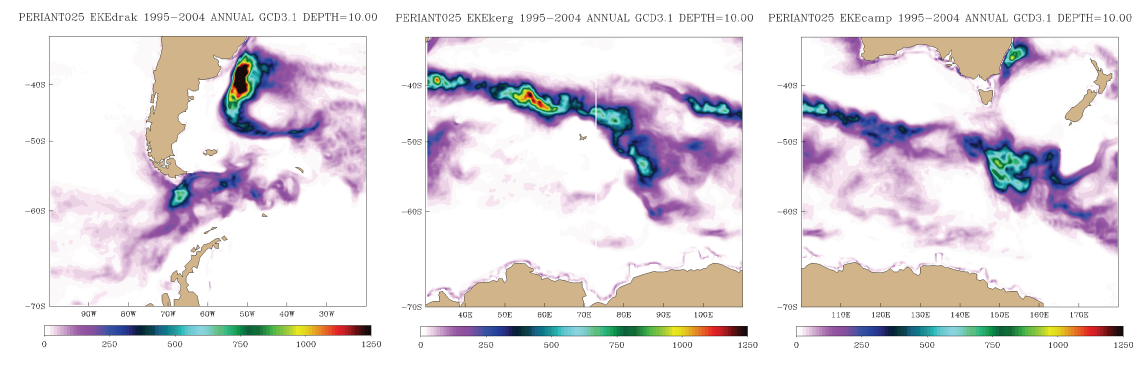 PERIANT025 EKEdrak 1995-2004 ANNUAL GCD3.1 DEPTH=10.00
-40S
-50S
-60S
-70S
90W 80W 70W 60W 50W 40W 30W
0 250 500 750 1000 1250
PERIANT025 EKEkerg 1995-2004 ANNUAL GCD3.1 DEPTH=10.00
-40S
-50S
-60S
-70S
40E 50E 60E 70E 80E 90E 100E
0 250 500 750 1000 1250
PERIANT025 EKEcamp 1995-2004 ANNUAL GCD3.1 DEPTH=10.00
-40S
-50S
-60S
-70S
110E 120E 130E 140E 150E 160E 170E
0 250 500 750 1000 1250